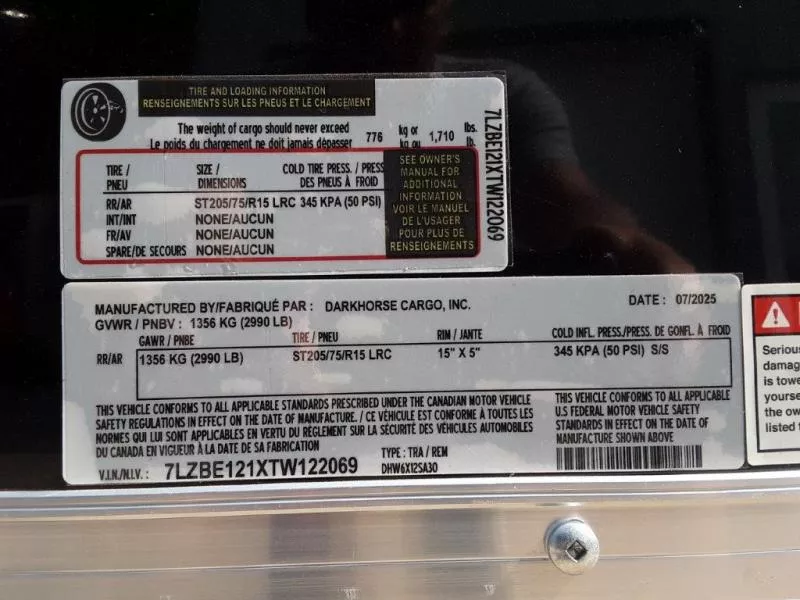 TIRE AND LOADING INFORMATION
RENSEIGNEMENTS SUR LES PNEUS ET LE CHARGEMENT
The weight of cargo should never exceed 776 kg or 1,710 lbs.
Le poids du chargement ne doit jamais dépasser kg ou lb.
TIRE / SIZE / COLD TIRE PRESS. / PRESS
PNEU DIMENSIONS DES PNEUS À FROID
RR/AR ST205/75/R15 LRC 345 KPA (50 PSI)
INT/INT NONE/AUCUN
FR/AV NONE/AUCUN
SPARE/DE SECOURS NONE/AUCUN
SEE OWNER'S
MANUAL FOR
ADDITIONAL
INFORMATION
VOIR LE MANUEL
DE L'USAGER
POUR PLUS DE
RENSEIGNEMENTS
7LZBE121XTW122069
MANUFACTURED BY/FABRIQUÉ PAR : DARKHORSE CARGO, INC. DATE : 07/2025
GVWR / PNBV : 1356 KG (2990 LB)
GAWR / PNBE TIRE / PNEU RIM / JANTE COLD INFL. PRESS/PRESS. DE GONFL. À FROID
RR/AR 1356 KG (2990 LB) ST205/75/R15 LRC 15" X 5" 345 KPA (50 PSI) S/S
THIS VEHICLE CONFORMS TO ALL APPLICABLE STANDARDS PRESCRIBED UNDER THE CANADIAN MOTOR VEHICLE
SAFETY REGULATIONS IN EFFECT ON THE DATE OF MANUFACTURE. / CE VÉHICULE EST CONFORME À TOUTES LES
NORMES QUI LUI SONT APPLICABLES EN VERTU DU RÈGLEMENT SUR LA SÉCURITÉ DES VÉHICULES AUTOMOBILES
DU CANADA EN VIGUEUR À LA DATE DE SA FABRICATION
THIS VEHICLE CONFORMS TO ALL APPLICABLE
U.S FEDERAL MOTOR VEHICLE SAFETY
STANDARDS IN EFFECT ON THE DATE OF
MANUFACTURE SHOWN ABOVE
V.I.N./N.I.V. : 7LZBE121XTW122069
TYPE : TRA / REM
DHW6X12SA30
Serious
damag
is towe
yourse
the ow
listed t